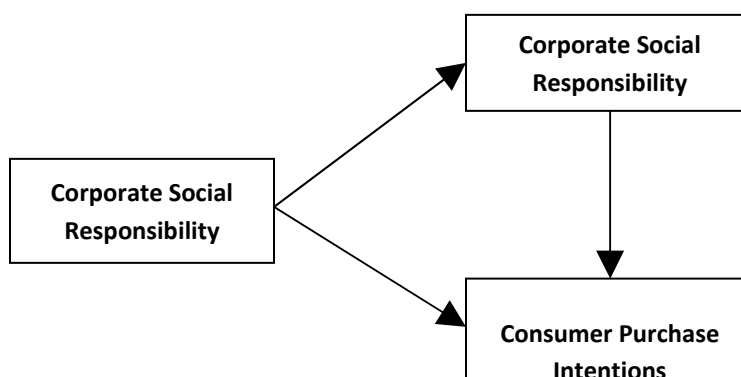 Corporate Social
Responsibility
Corporate Social
Responsibility
Consumer Purchase
Intentions